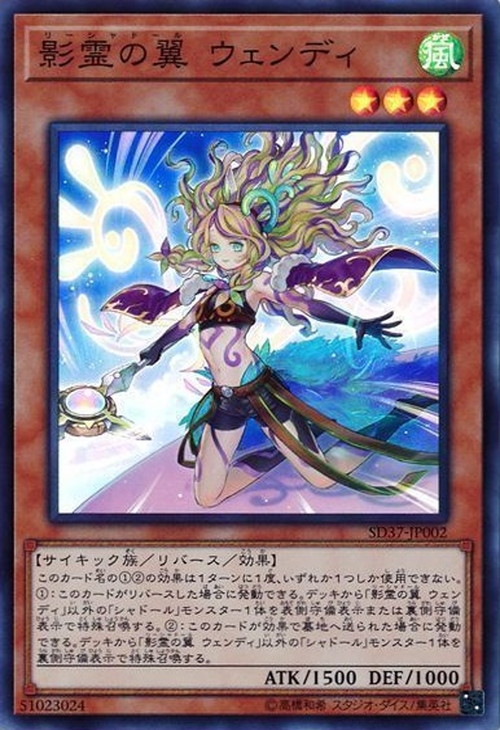 リーシャドール
影霊の翼 ウェンディ
かぜ
風
SD37-JP002
【サイキック族／リバース／効果】
このカード名の①②の効果は1ターンに1度、いずれか1つしか使用できない。
①：このカードがリバースした場合に発動できる。デッキから「影霊の翼 ウェン
ディ」以外の「シャドール」モンスター1体を表側守備表示または裏側守備
表示で特殊召喚する。②：このカードが効果で墓地へ送られた場合に発動
できる。デッキから「影霊の翼 ウェンディ」以外の「シャドール」モンスター1体を
裏側守備表示で特殊召喚する。
ATK/1500 DEF/1000
51023024
©高橋和希 スタジオ・ダイス/集英社